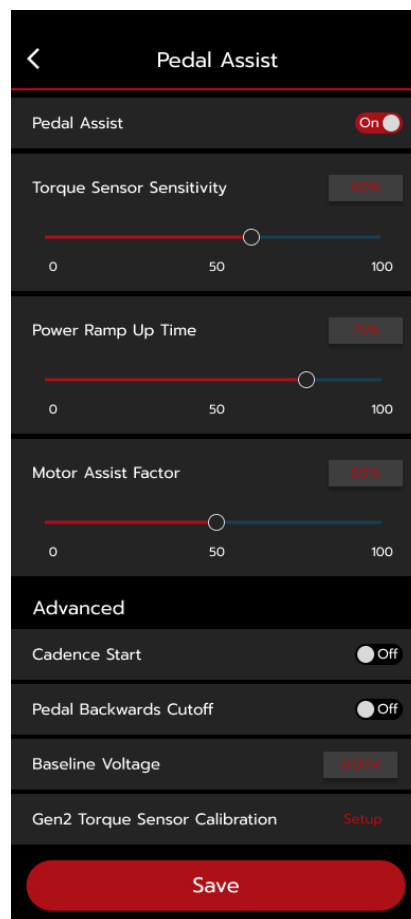 Pedal Assist
Pedal Assist On
Torque Sensor Sensitivity 60%
0 50 100
Power Ramp Up Time 75%
0 50 100
Motor Assist Factor 50%
0 50 100
Advanced
Cadence Start Off
Pedal Backwards Cutoff Off
Baseline Voltage
Gen2 Torque Sensor Calibration Setup
Save